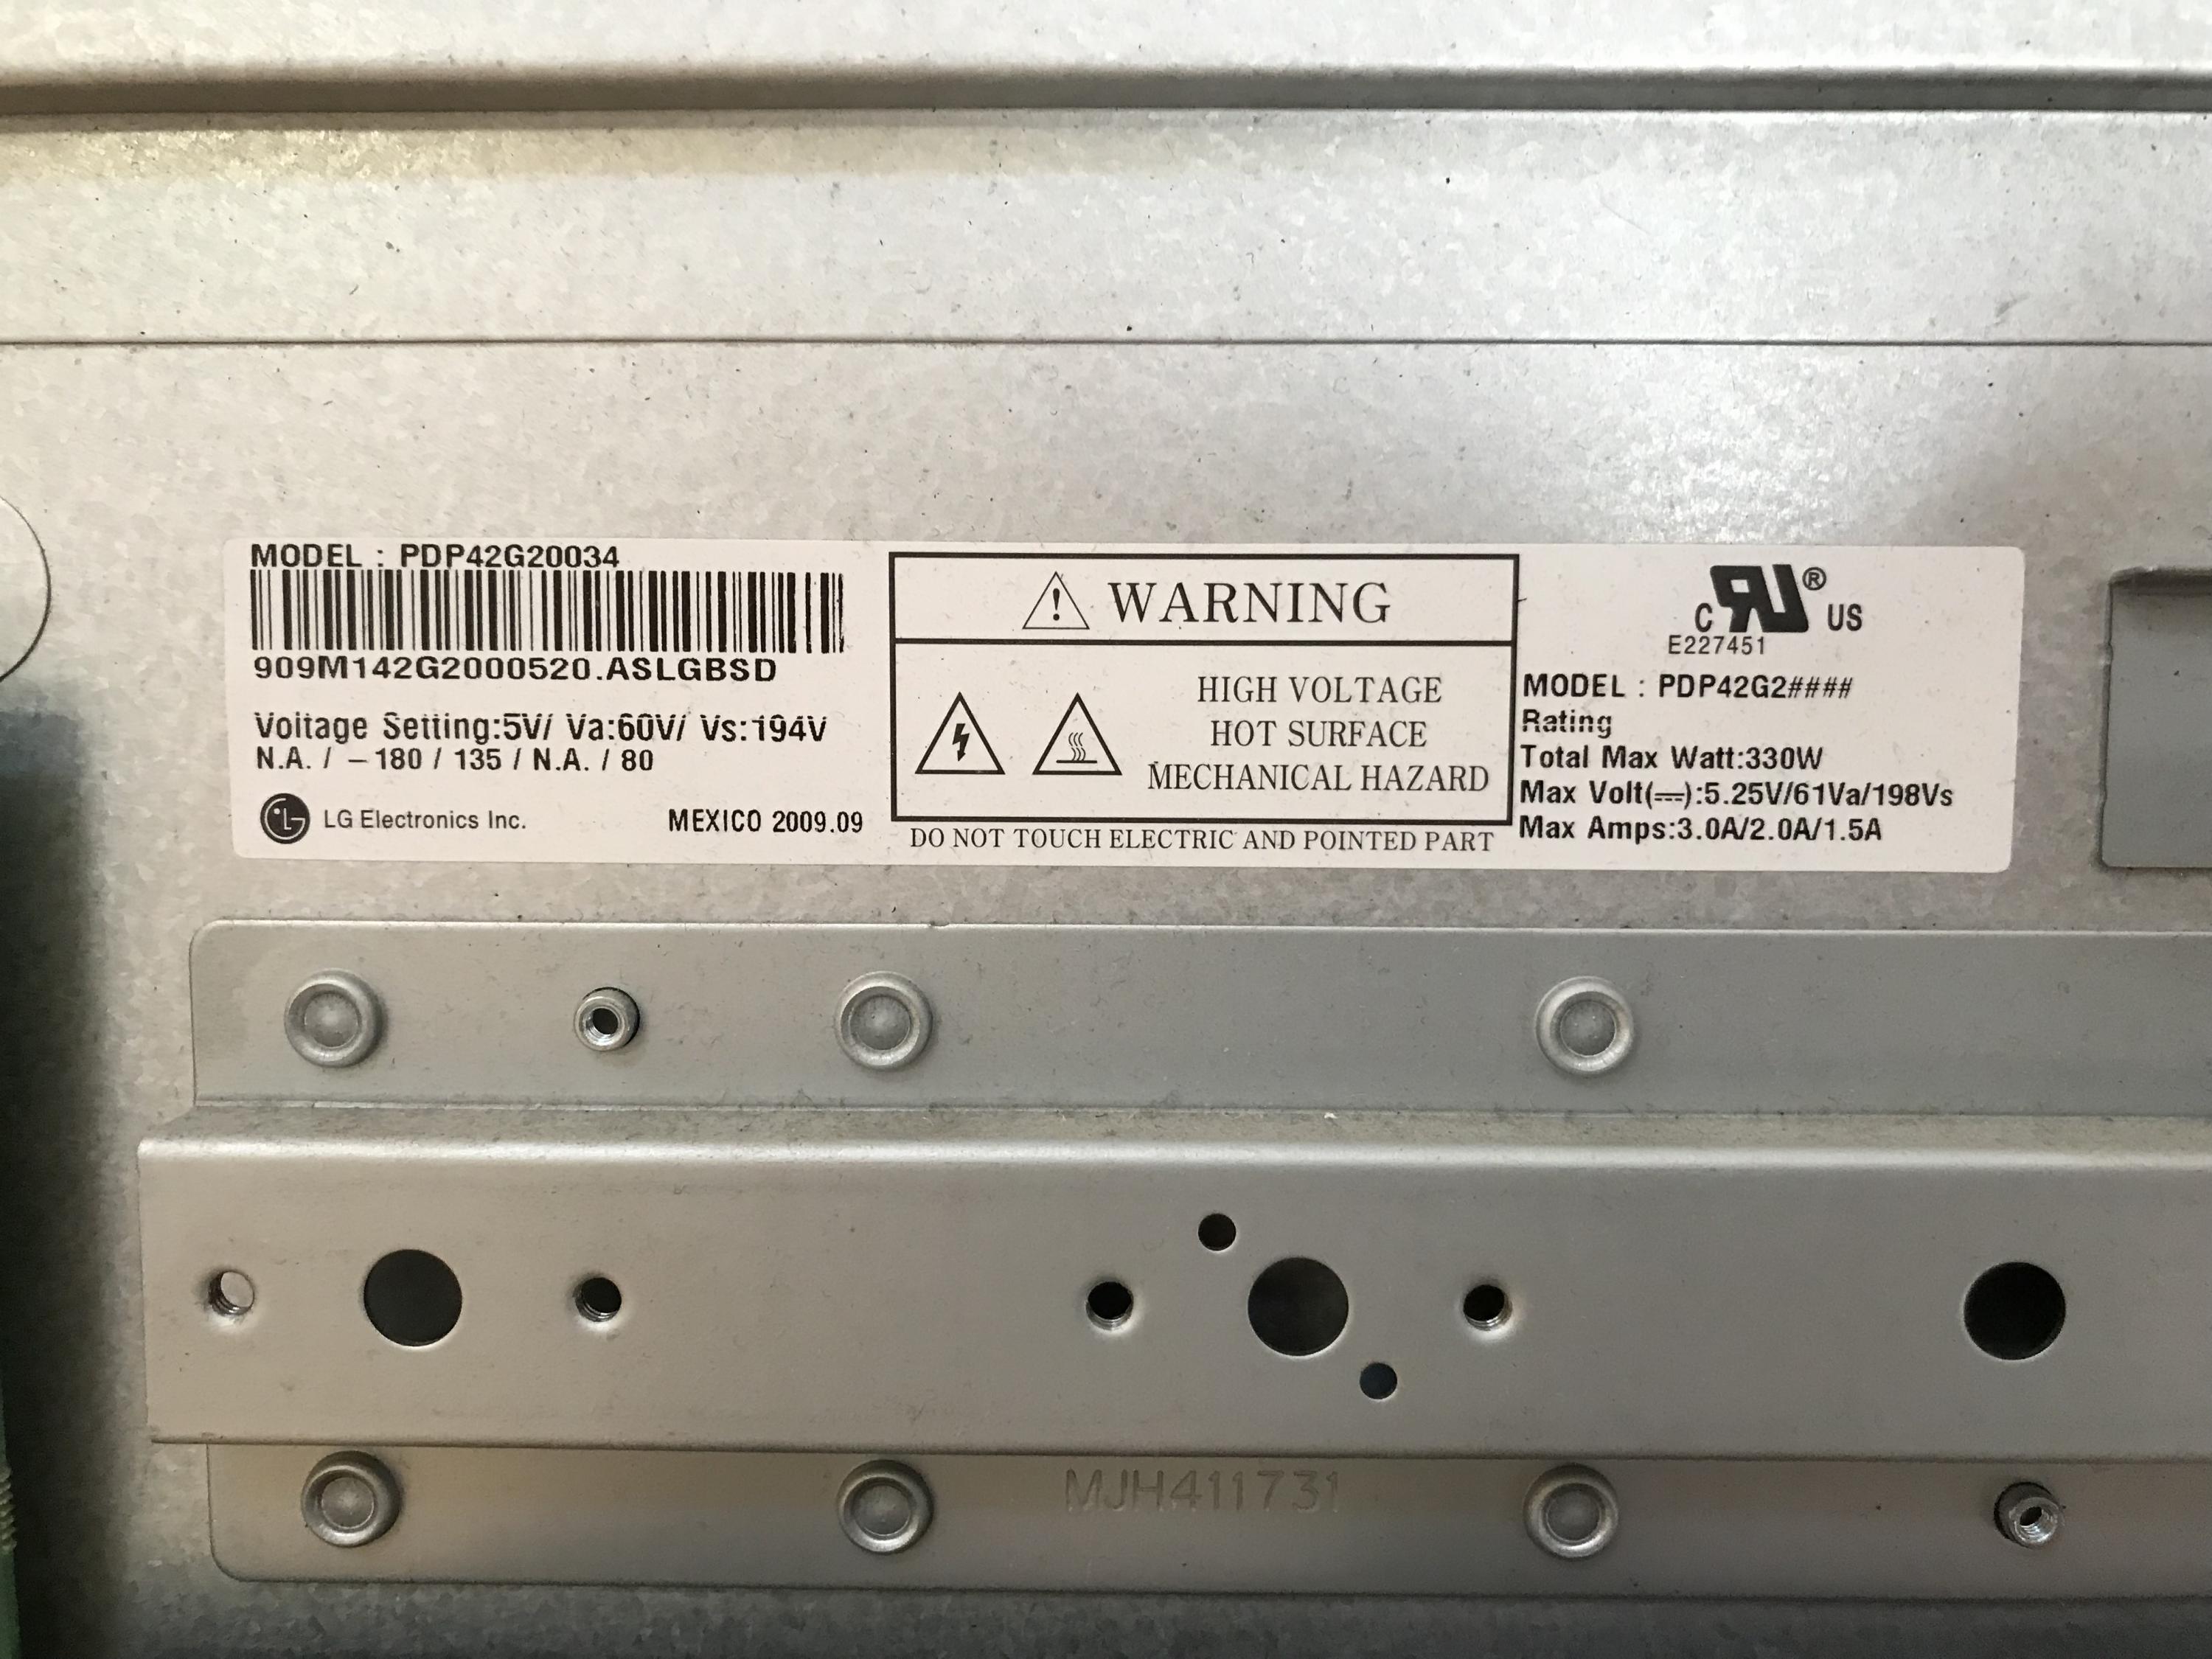 MODEL : PDP42G20034
909M142G2000520.ASLGBSD
Voltage Setting:5V/ Va:60V/ Vs:194V
N.A. / –180 / 135 / N.A. / 80
LG LG Electronics Inc.
MEXICO 2009.09
! WARNING
HIGH VOLTAGE
HOT SURFACE
MECHANICAL HAZARD
DO NOT TOUCH ELECTRIC AND POINTED PART
C RU ® US
E227451
MODEL : PDP42G2####
Rating
Total Max Watt:330W
Max Volt(⎓):5.25V/61Va/198Vs
Max Amps:3.0A/2.0A/1.5A
MJH411731